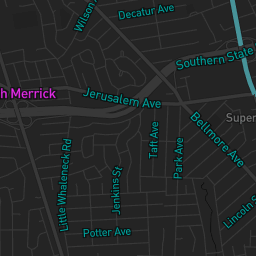 Decatur Ave
Wilson
Southern State
h Merrick
Jerusalem Ave
Super
Bellmore Ave
Taft Ave
Park Ave
Little Whaleneck Rd
Jenkins St
Lincoln S
Potter Ave